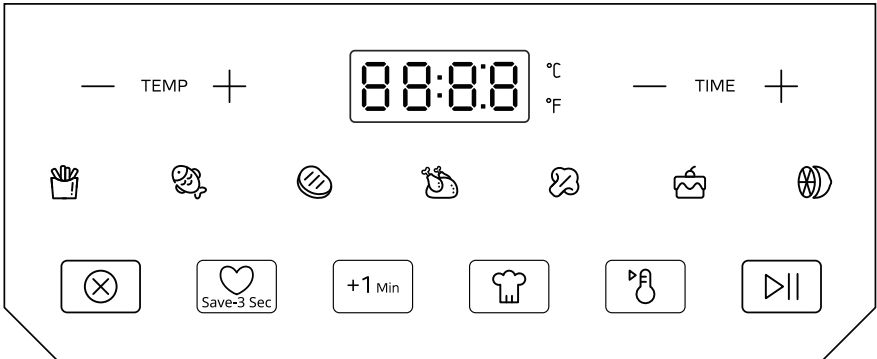 — TEMP +
88:8.8
°C
°F
— TIME +
Save-3 Sec
+1 Min